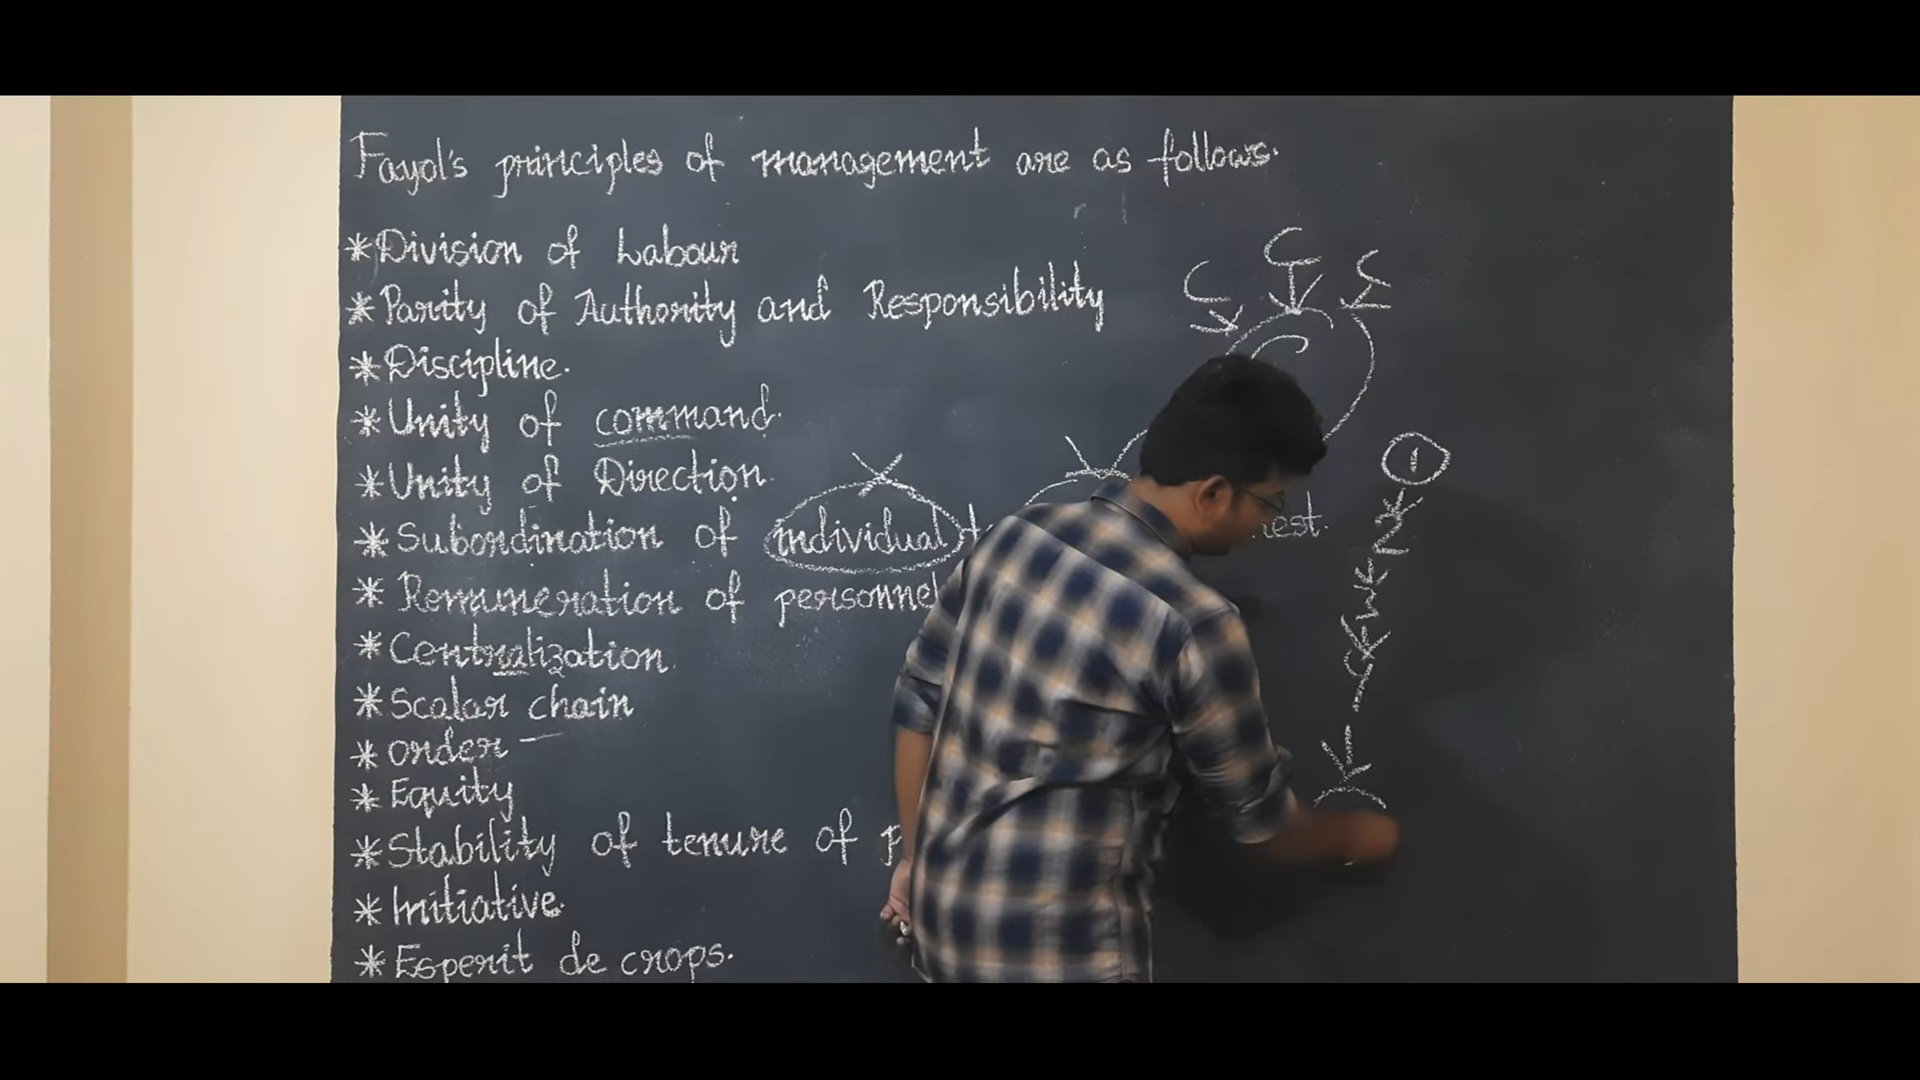 Fayol's principles of management are as follows.
*Division of Labour
*Parity of Authority and Responsibility
*Discipline.
*Unity of command.
*Unity of Direction.
*Subordination of individual
*Remuneration of personnel
*Centralization.
*Scalar chain
*order
*Equity
*Stability of tenure of
*Initiative.
*Esperit de crops.
1
2